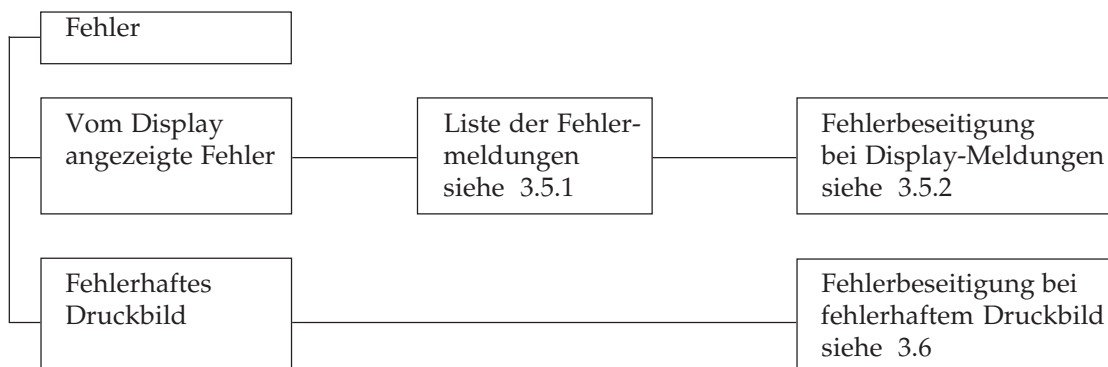 Fehler
Vom Display
angezeigte Fehler
Liste der Fehler-
meldungen
siehe 3.5.1
Fehlerbeseitigung
bei Display-Meldungen
siehe 3.5.2
Fehlerhaftes
Druckbild
Fehlerbeseitigung bei
fehlerhaftem Druckbild
siehe 3.6